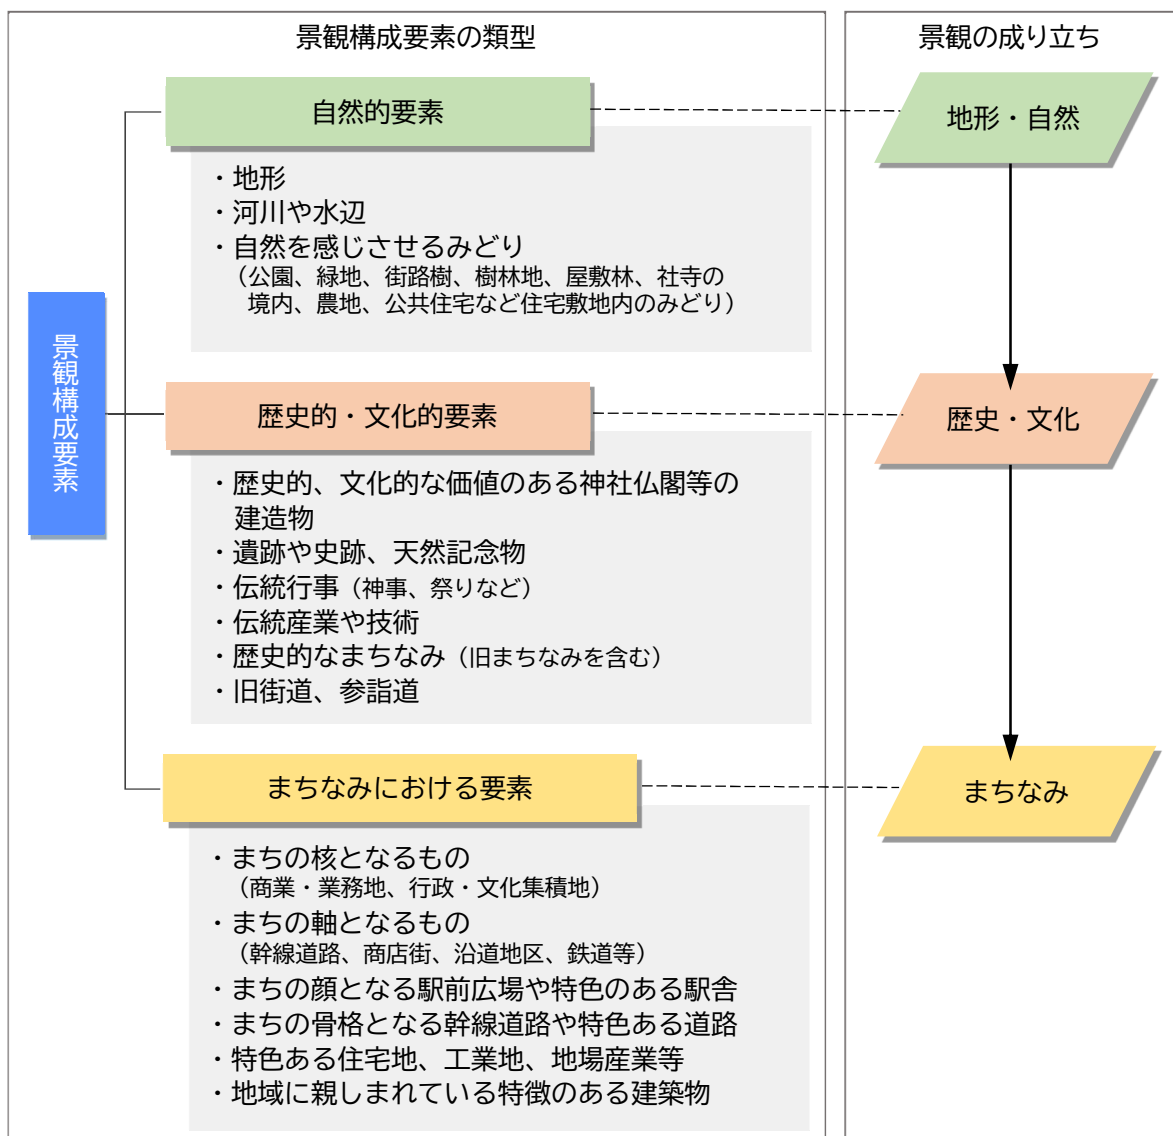 景観構成要素の類型
景観構成要素
自然的要素
・地形
・河川や水辺
・自然を感じさせるみどり
（公園、緑地、街路樹、樹林地、屋敷林、社寺の
境内、農地、公共住宅など住宅敷地内のみどり）
歴史的・文化的要素
・歴史的、文化的な価値のある神社仏閣等の
建造物
・遺跡や史跡、天然記念物
・伝統行事（神事、祭りなど）
・伝統産業や技術
・歴史的なまちなみ（旧まちなみを含む）
・旧街道、参詣道
まちなみにおける要素
・まちの核となるもの
（商業・業務地、行政・文化集積地）
・まちの軸となるもの
（幹線道路、商店街、沿道地区、鉄道等）
・まちの顔となる駅前広場や特色のある駅舎
・まちの骨格となる幹線道路や特色ある道路
・特色ある住宅地、工業地、地場産業等
・地域に親しまれている特徴のある建築物
景観の成り立ち
地形・自然
歴史・文化
まちなみ